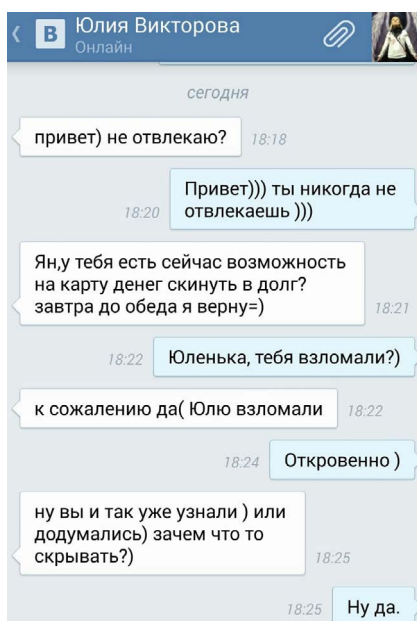 Юлия Викторова
В
Онлайн
сегодня
привет) не отвлекаю?
18:18
Привет))) ты никогда не
отвлекаешь )))
18:20
Ян,у тебя есть сейчас возможность
на карту денег скинуть в долг?
завтра до обеда я верну=)
18:21
18:22
Юленька, тебя взломали?)
к сожалению да( Юлю взломали
18:22
18:24
Откровенно )
ну вы и так уже узнали ) или
додумались) зачем что то
скрывать?)
18:25
18:25
Ну да.